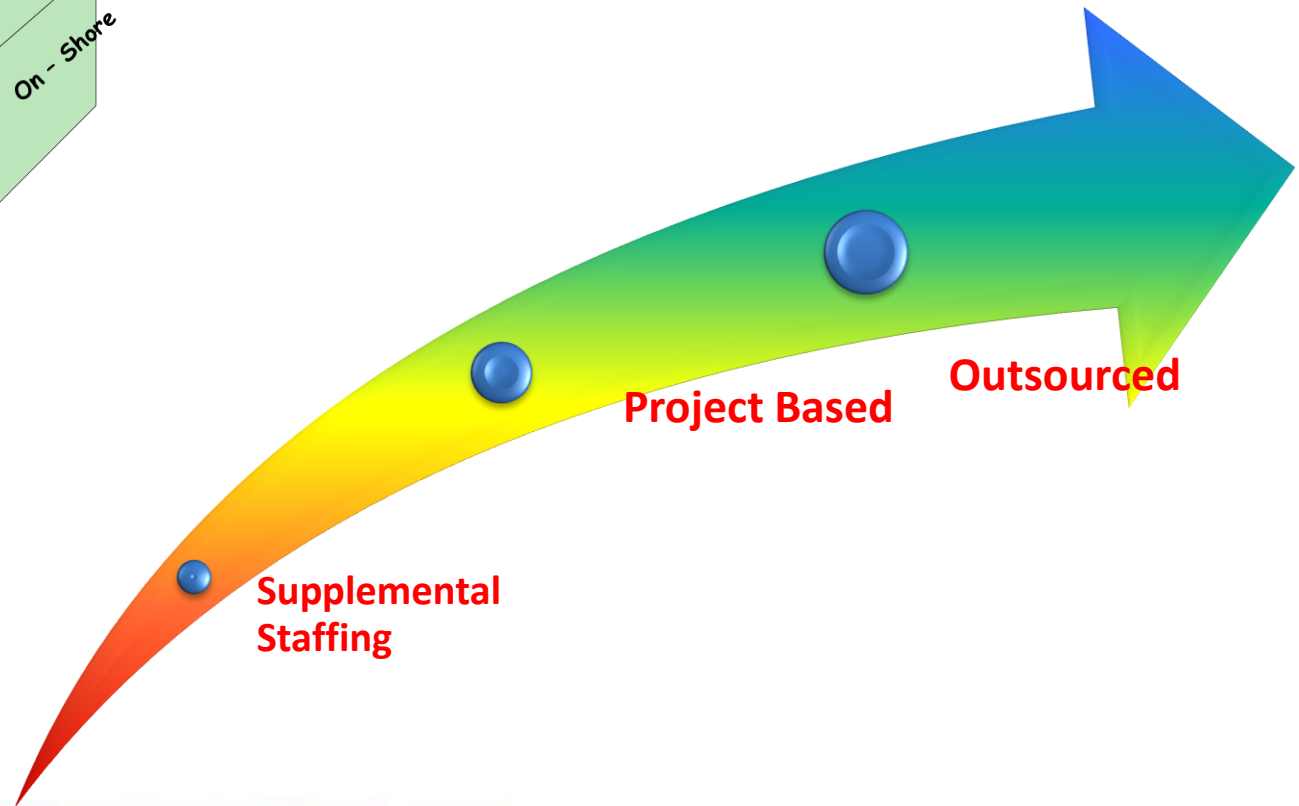 On - Shore
Outsourced
Project Based
Supplemental
Staffing